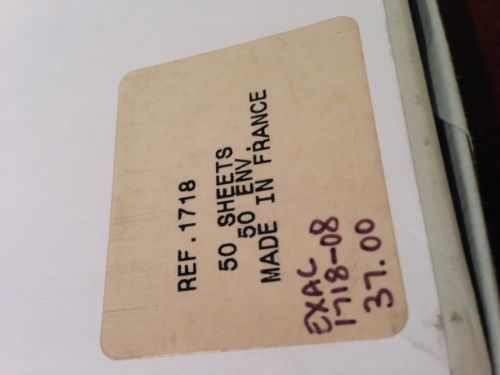 REF.1718
50 SHEETS
50 ENV.
MADE IN FRANCE
EXAC
1718-08
37.00